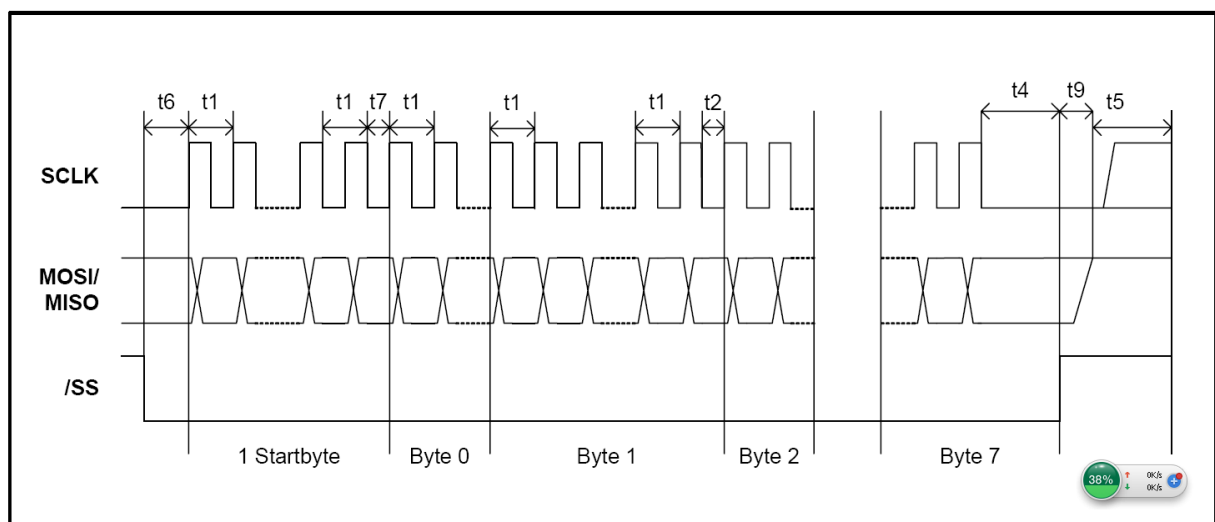 t6 t1 t1 t7 t1 t1 t1 t2 t4 t9 t5
SCLK
MOSI/
MISO
/SS
1 Startbyte Byte 0 Byte 1 Byte 2 Byte 7
38% 0K/s
0K/s